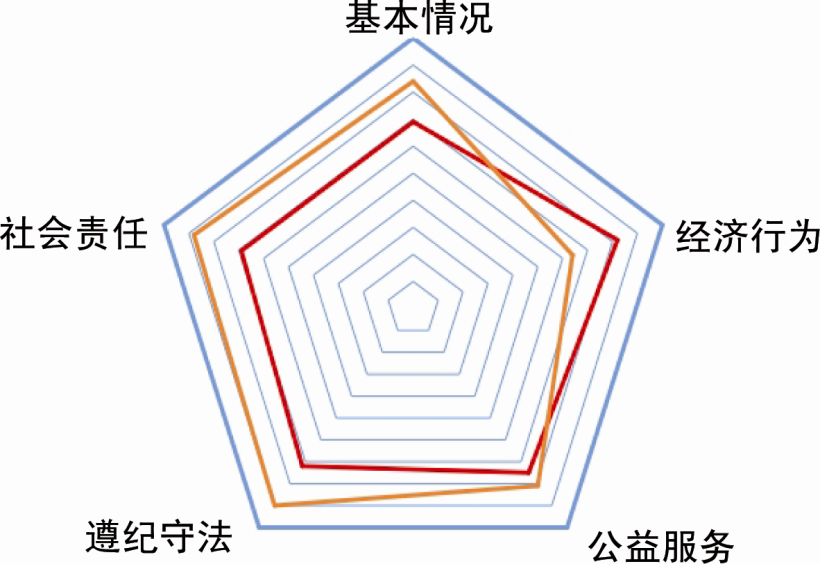 基本情况
社会责任
经济行为
遵纪守法
公益服务